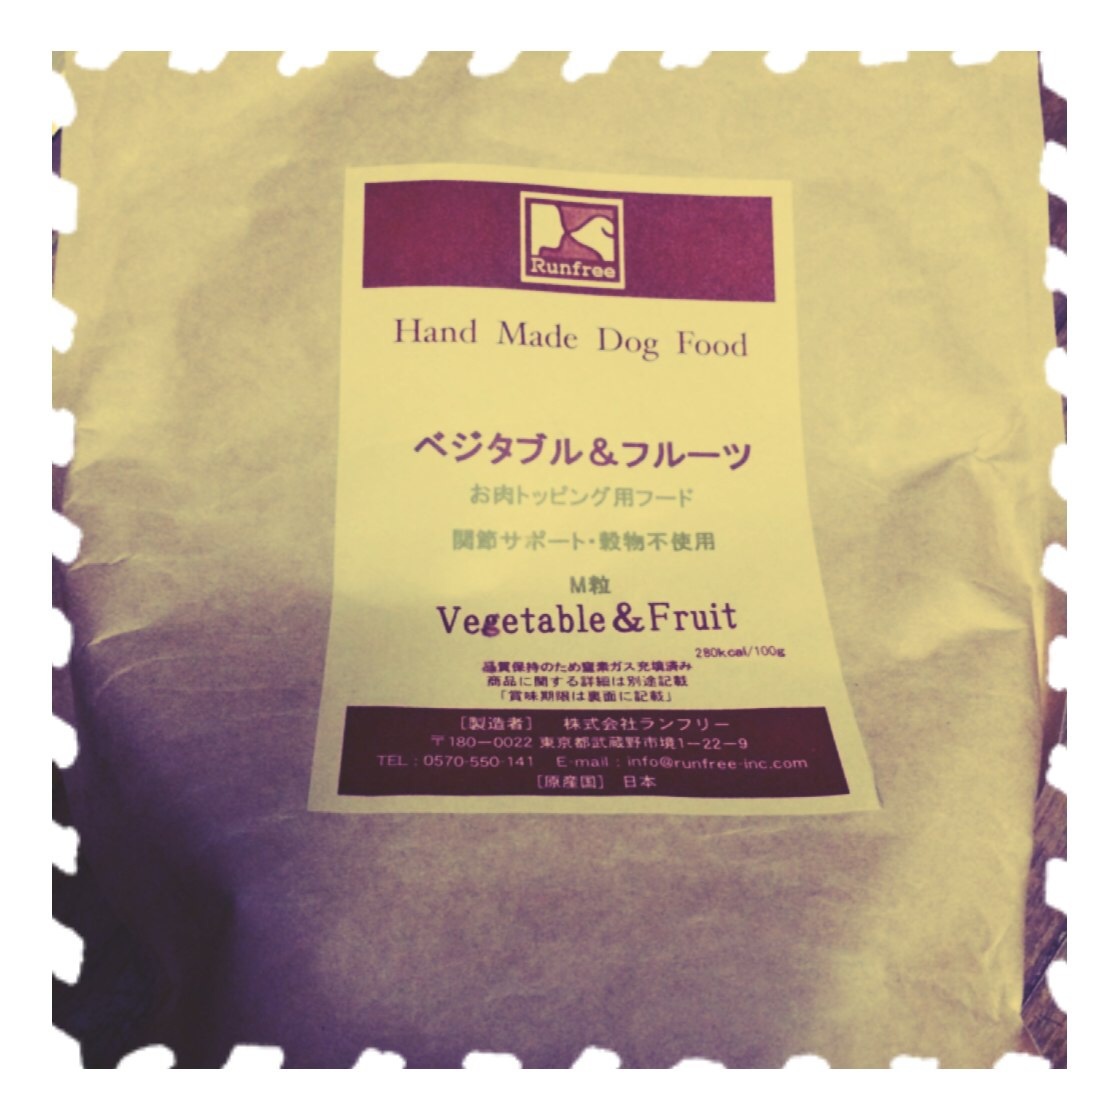 Runfree
Hand Made Dog Food
ベジタブル＆フルーツ
お肉トッピング用フード
関節サポート・穀物不使用
M粒
Vegetable＆Fruit
280kcal/100g
品質保持のため窒素ガス充填済み
商品に関する詳細は別途記載
「賞味期限は裏面に記載」
［製造者］ 株式会社ランフリー
〒180－0022 東京都武蔵野市境1－22－9
TEL：0570-550-141 E-mail：info@runfree-inc.com
［原産国］ 日本